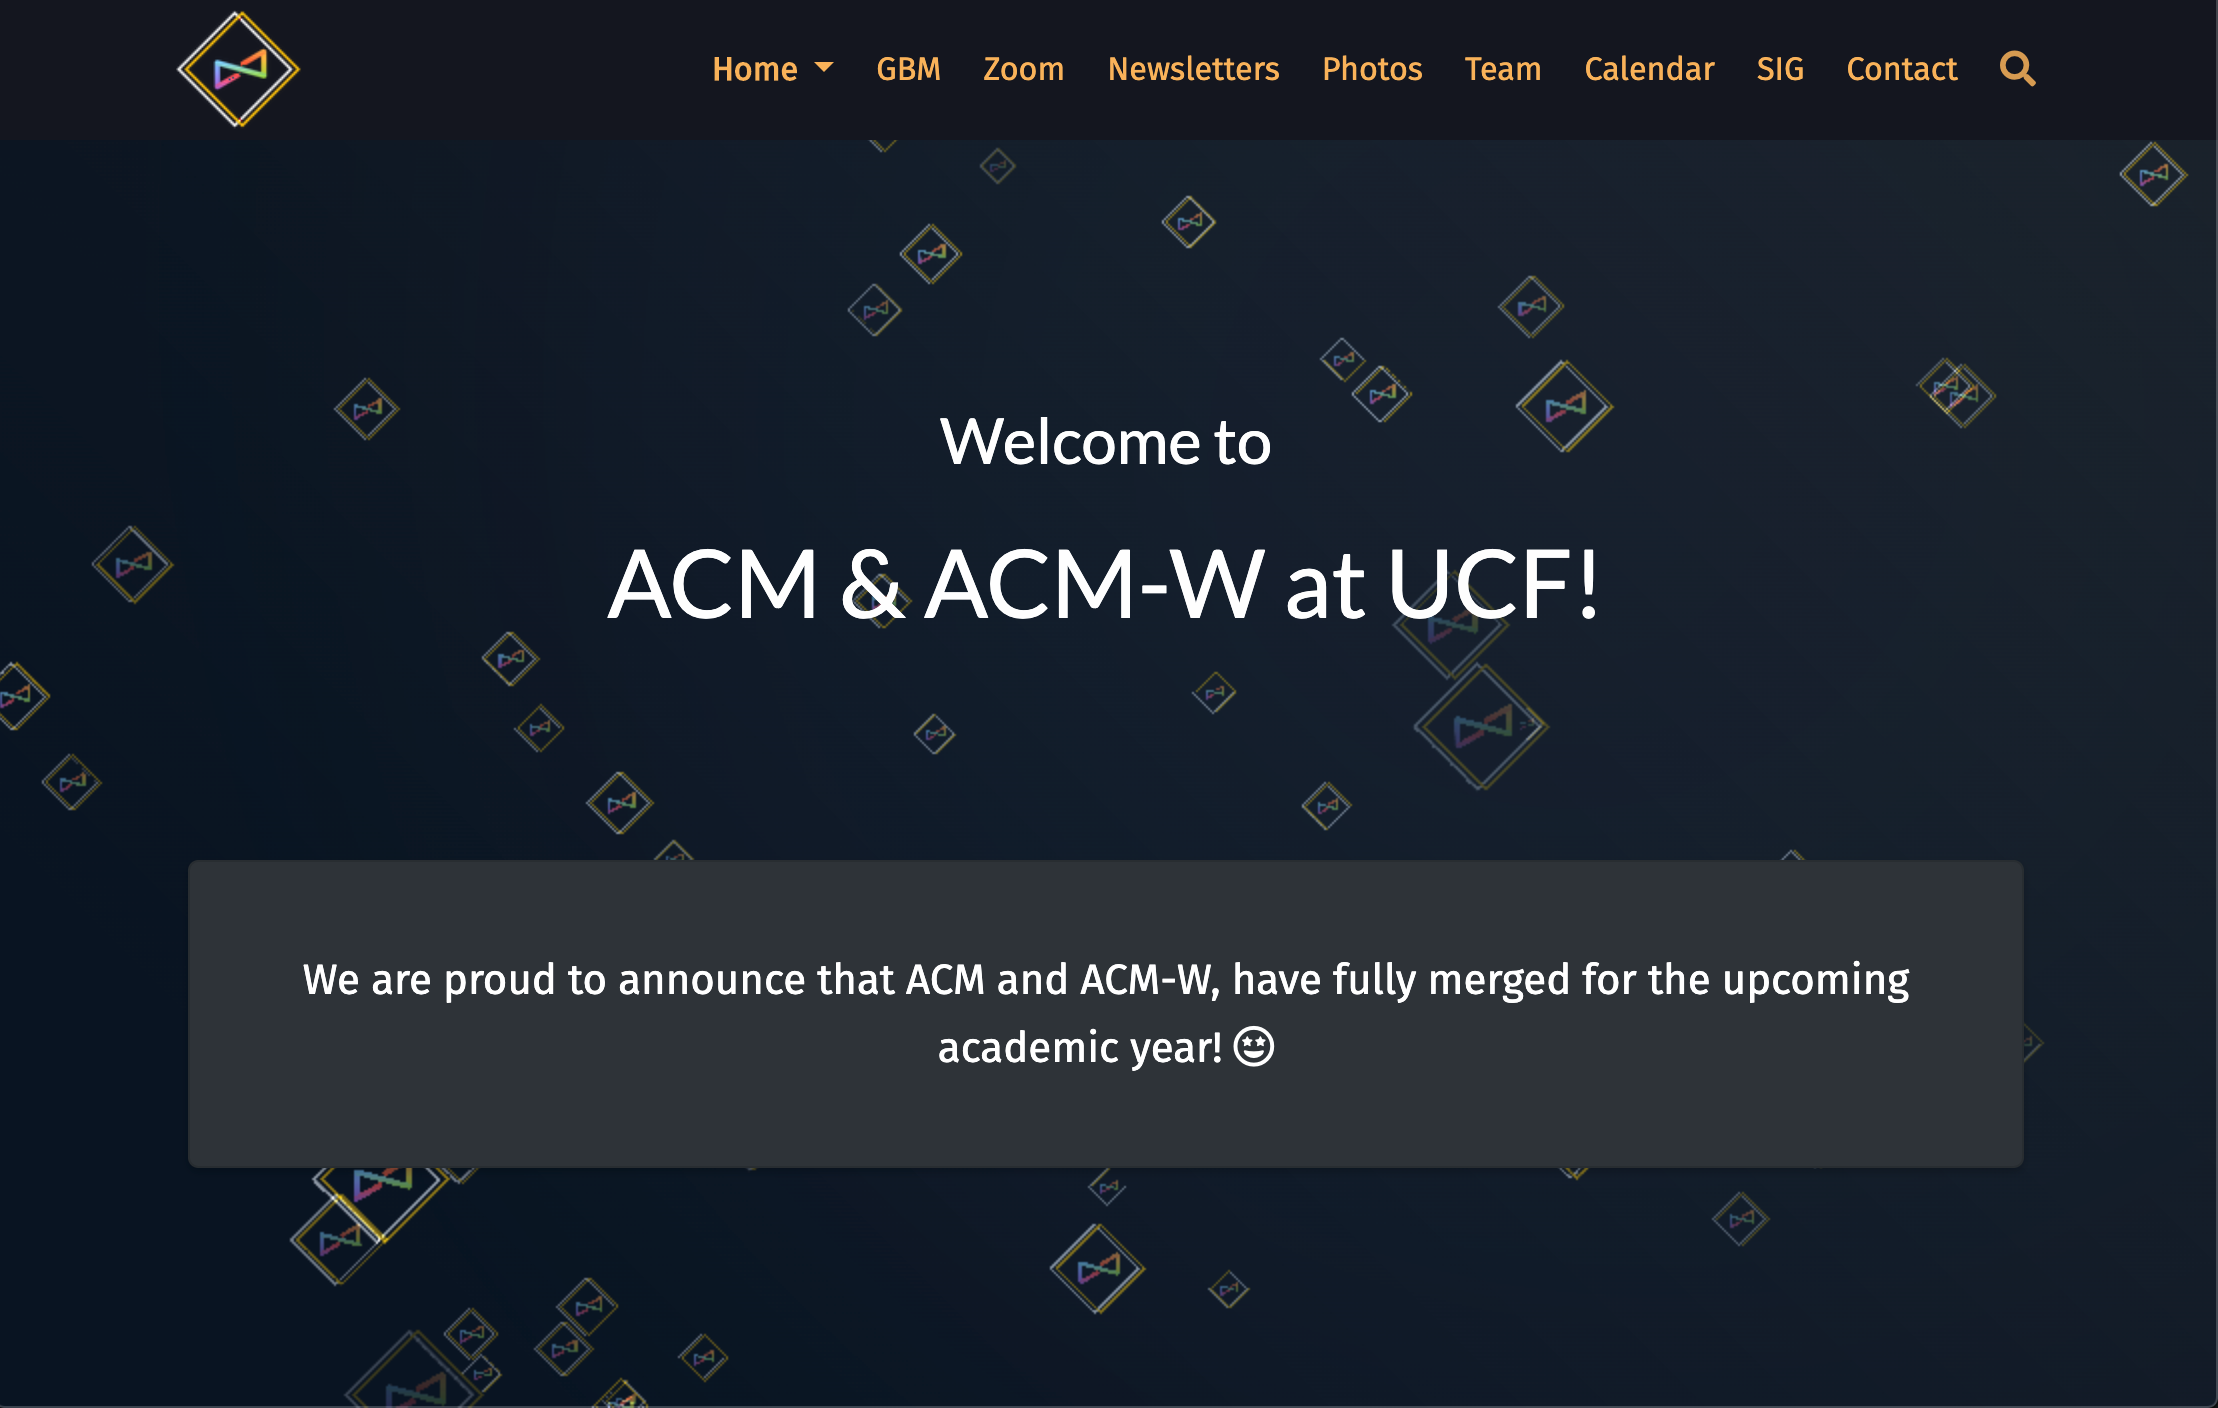 Home GBM Zoom Newsletters Photos Team Calendar SIG Contact
Welcome to
ACM & ACM-W at UCF!
We are proud to announce that ACM and ACM-W, have fully merged for the upcoming
academic year!